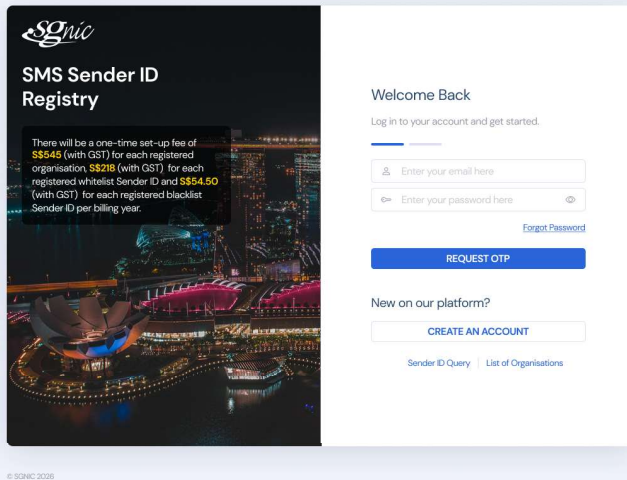 sgnic
SMS Sender ID
Registry
There will be a one-time set-up fee of
S$545 (with GST) for each registered
organisation, S$218 (with GST) for each
registered whitelist Sender ID and S$54.50
(with GST) for each registered blacklist
Sender ID per billing year.
Welcome Back
Log in to your account and get started.
Enter your email here
Enter your password here
Forgot Password
REQUEST OTP
New on our platform?
CREATE AN ACCOUNT
Sender ID Query | List of Organisations
© SGNIC 2026